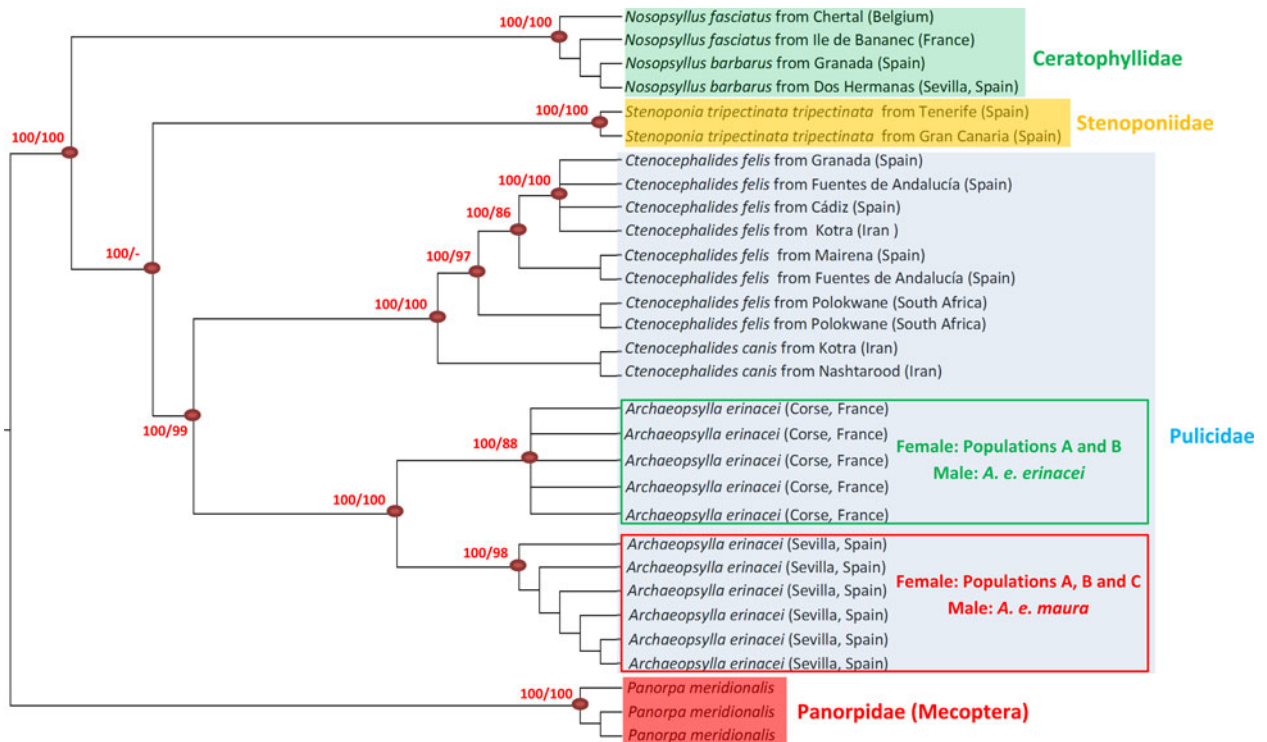 100/100
Nosopsyllus fasciatus from Chertal (Belgium)
Nosopsyllus fasciatus from Ile de Bananec (France)
Nosopsyllus barbarus from Granada (Spain)
Nosopsyllus barbarus from Dos Hermanas (Sevilla, Spain)
Ceratophyllidae
100/100
100/100
Stenoponia tripectinata tripectinata from Tenerife (Spain)
Stenoponia tripectinata tripectinata from Gran Canaria (Spain)
Stenoponiidae
Ctenocephalides felis from Granada (Spain)
100/100
Ctenocephalides felis from Fuentes de Andalucía (Spain)
100/86
Ctenocephalides felis from Cádiz (Spain)
Ctenocephalides felis from Kotra (Iran )
100/-
100/97
Ctenocephalides felis from Mairena (Spain)
Ctenocephalides felis from Fuentes de Andalucía (Spain)
100/100
Ctenocephalides felis from Polokwane (South Africa)
Ctenocephalides felis from Polokwane (South Africa)
Ctenocephalides canis from Kotra (Iran)
Ctenocephalides canis from Nashtarood (Iran)
100/99
Pulicidae
Archaeopsylla erinacei (Corse, France)
Archaeopsylla erinacei (Corse, France)
100/88
Archaeopsylla erinacei (Corse, France)
Archaeopsylla erinacei (Corse, France)
Archaeopsylla erinacei (Corse, France)
Female: Populations A and B
Male: A. e. erinacei
100/100
100/98
Archaeopsylla erinacei (Sevilla, Spain)
Archaeopsylla erinacei (Sevilla, Spain)
Archaeopsylla erinacei (Sevilla, Spain)
Archaeopsylla erinacei (Sevilla, Spain)
Archaeopsylla erinacei (Sevilla, Spain)
Archaeopsylla erinacei (Sevilla, Spain)
Female: Populations A, B and C
Male: A. e. maura
100/100
Panorpa meridionalis
Panorpa meridionalis
Panorpa meridionalis
Panorpidae (Mecoptera)